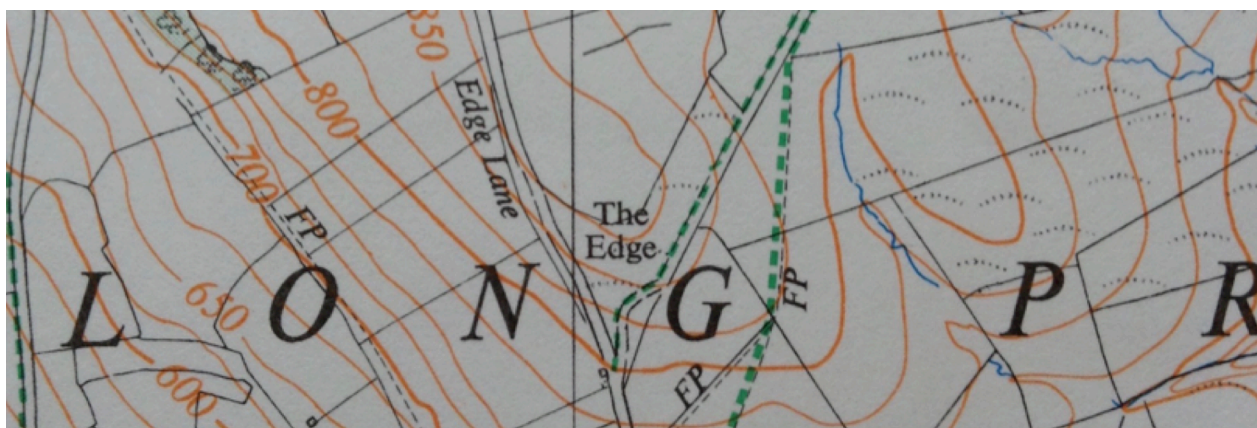 850
Edge Lane
800
700
FP
The
Edge
FP
650
L O N G P R
FP
600